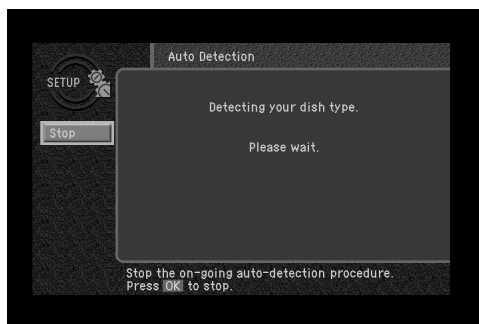 Auto Detection
SETUP
Detecting your dish type.
Stop
Please wait.
Stop the on-going auto-detection procedure.
Press OK to stop.